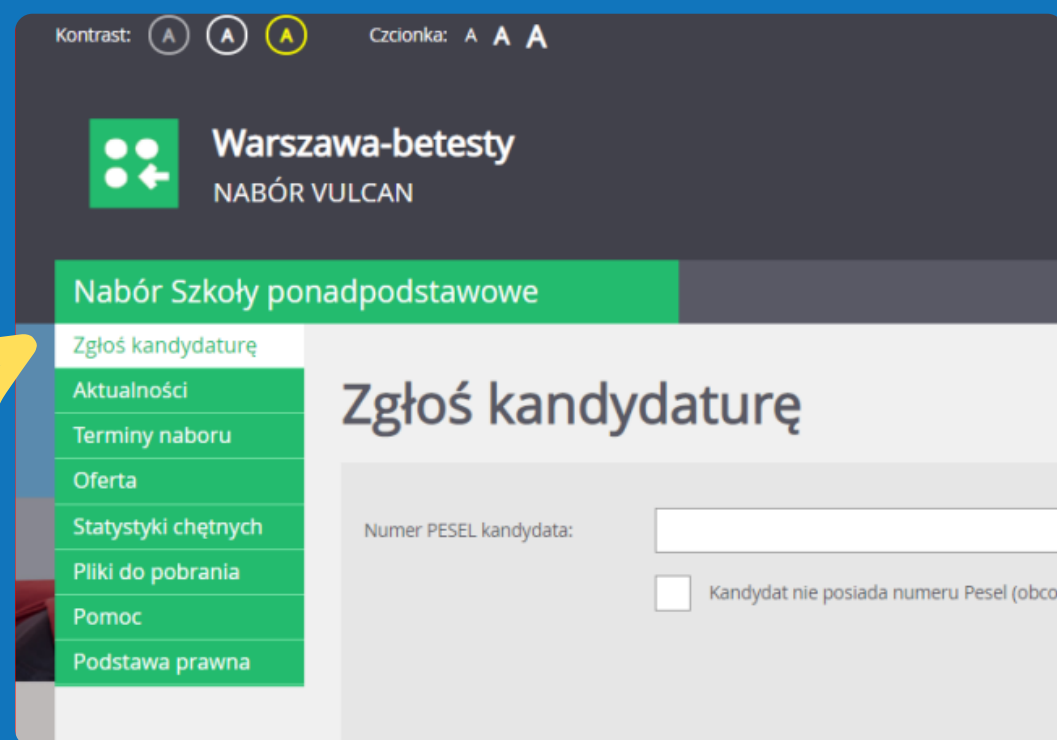 Kontrast: A A A Czcionka: A A A
Warszawa-betesty
NABÓR VULCAN
Nabór Szkoły ponadpodstawowe
Zgłoś kandydaturę
Aktualności
Terminy naboru
Oferta
Statystyki chętnych
Pliki do pobrania
Pomoc
Podstawa prawna
Zgłoś kandydaturę
Numer PESEL kandydata:
Kandydat nie posiada numeru Pesel (obco